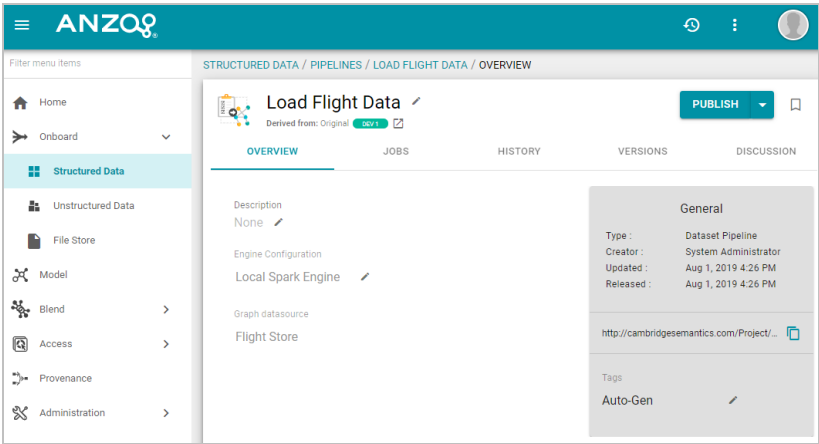 ANZO
Filter menu items
Home
Onboard
Structured Data
Unstructured Data
File Store
Model
Blend
Access
Provenance
Administration
STRUCTURED DATA / PIPELINES / LOAD FLIGHT DATA / OVERVIEW
Load Flight Data
Derived from: Original DEV 1
PUBLISH
OVERVIEW JOBS HISTORY VERSIONS DISCUSSION
Description
None
Engine Configuration
Local Spark Engine
Graph datasource
Flight Store
General
Type : Dataset Pipeline
Creator : System Administrator
Updated : Aug 1, 2019 4:26 PM
Released : Aug 1, 2019 4:26 PM
http://cambridgesemantics.com/Project/...
Tags
Auto-Gen